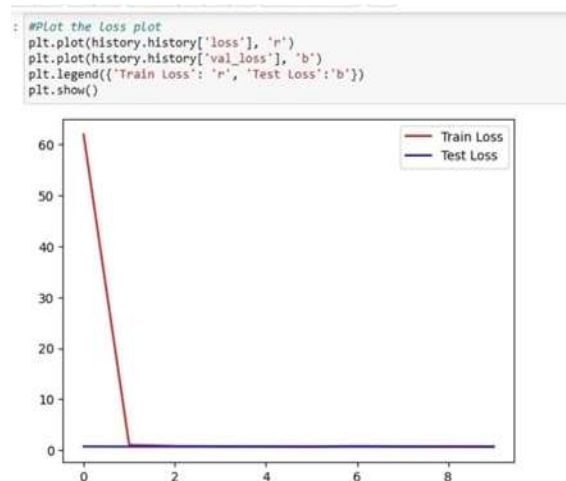 :
#Plot the loss plot
plt.plot(history.history['loss'], 'r')
plt.plot(history.history['val_loss'], 'b')
plt.legend({'Train Loss': 'r', 'Test Loss':'b'})
plt.show()
Train Loss
Test Loss
60
50
40
30
20
10
0
0 2 4 6 8